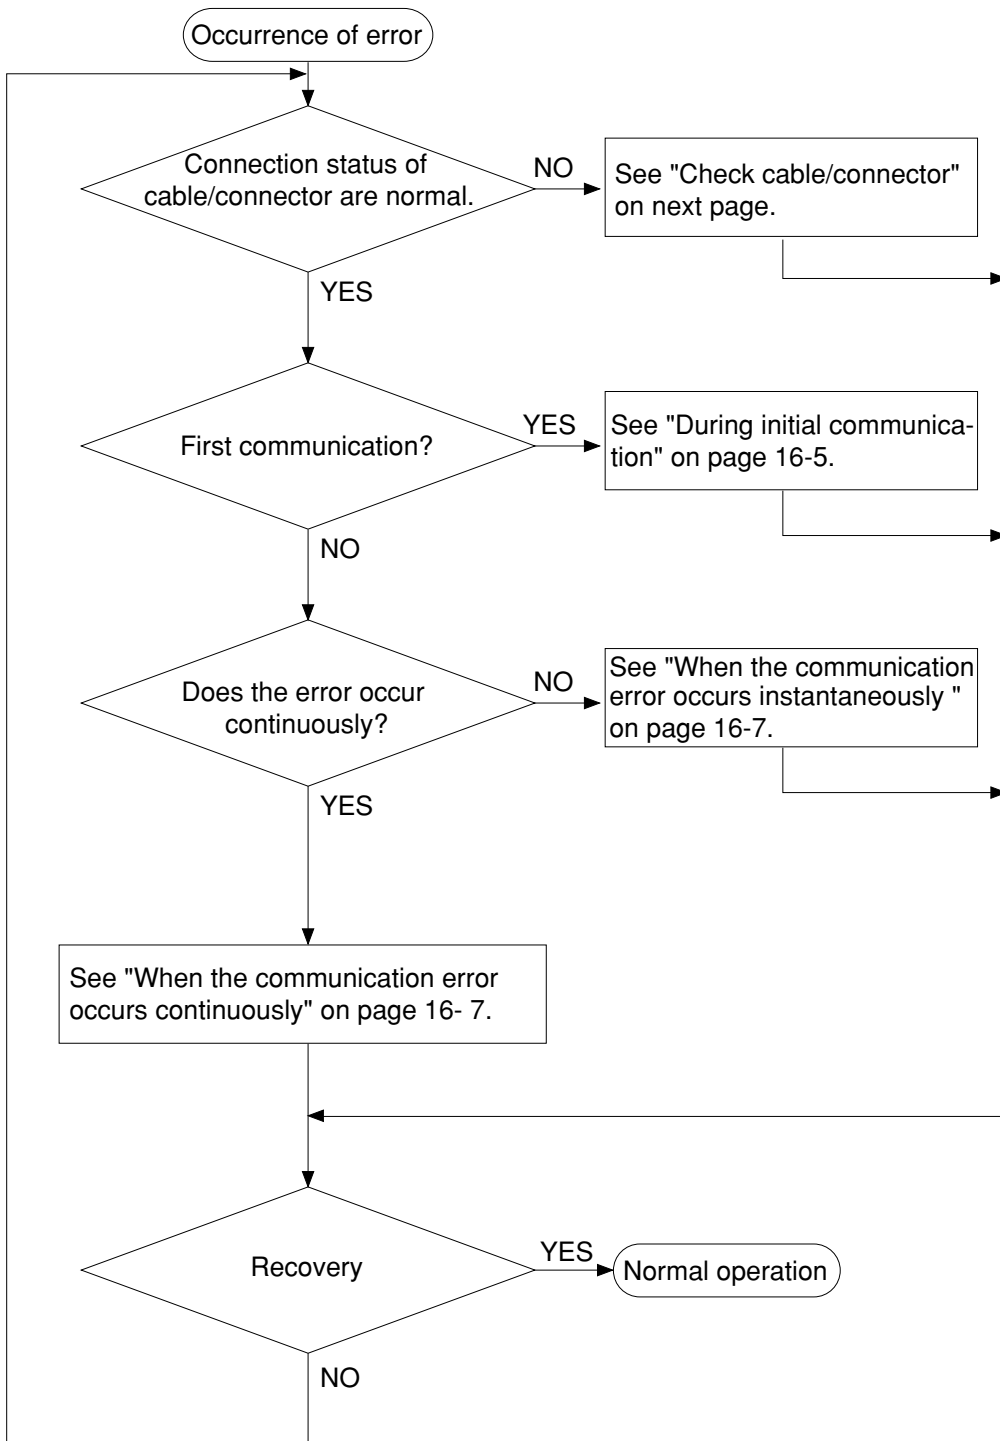 Occurrence of error
Connection status of
cable/connector are normal.
NO
See "Check cable/connector"
on next page.
YES
First communication?
YES
See "During initial communica-
tion" on page 16-5.
NO
Does the error occur
continuously?
NO
See "When the communication
error occurs instantaneously "
on page 16-7.
YES
See "When the communication error
occurs continuously" on page 16- 7.
Recovery
YES
Normal operation
NO